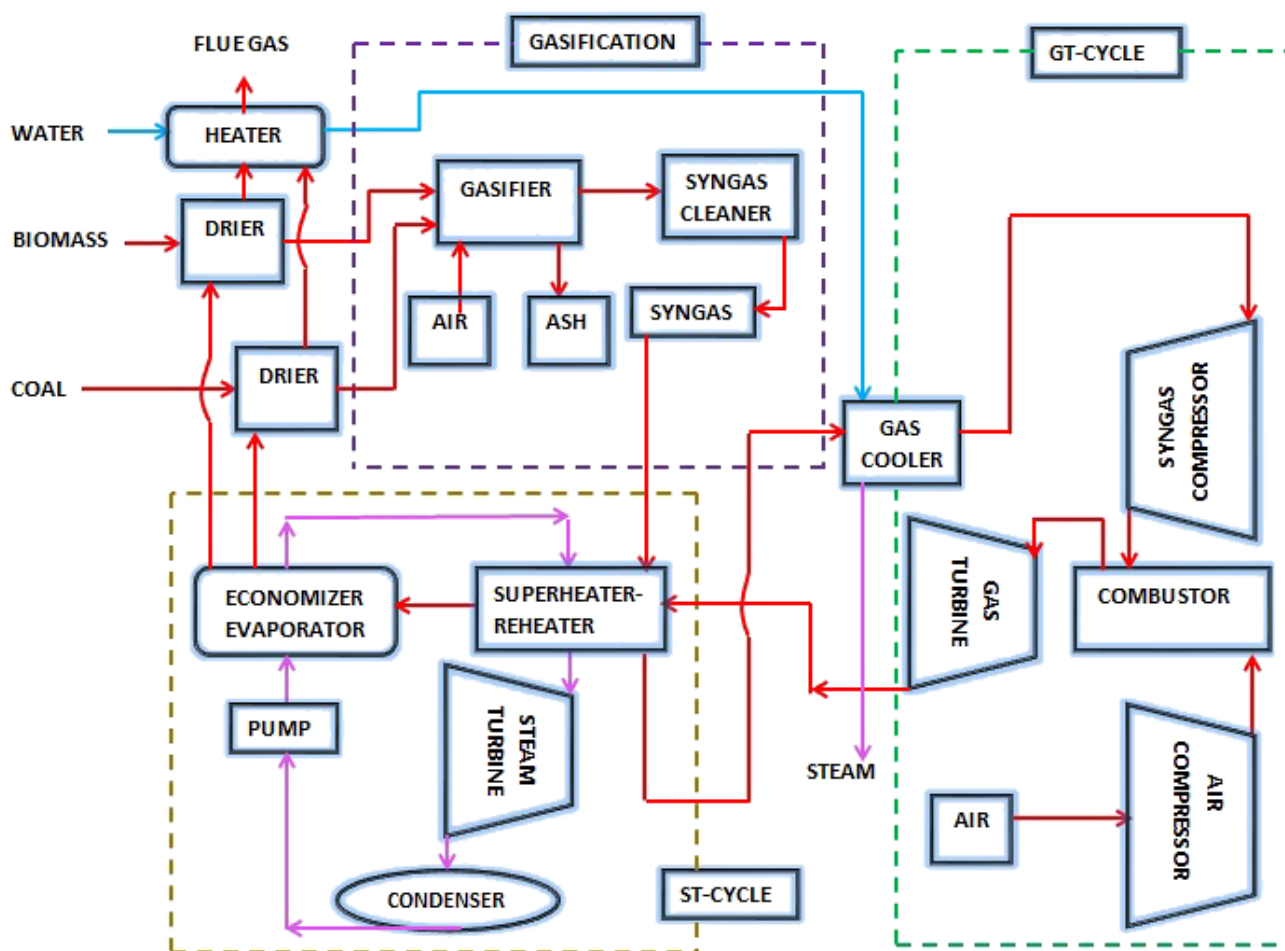 GASIFICATION
GT-CYCLE
FLUE GAS
WATER
HEATER
GASIFIER
SYNGAS
CLEANER
BIOMASS
DRIER
AIR
ASH
SYNGAS
COAL
DRIER
GAS
COOLER
SYNGAS
COMPRESSOR
ECONOMIZER
EVAPORATOR
SUPERHEATER-
REHEATER
GAS
TURBINE
COMBUSTOR
PUMP
STEAM
TURBINE
STEAM
AIR
AIR
COMPRESSOR
CONDENSER
ST-CYCLE